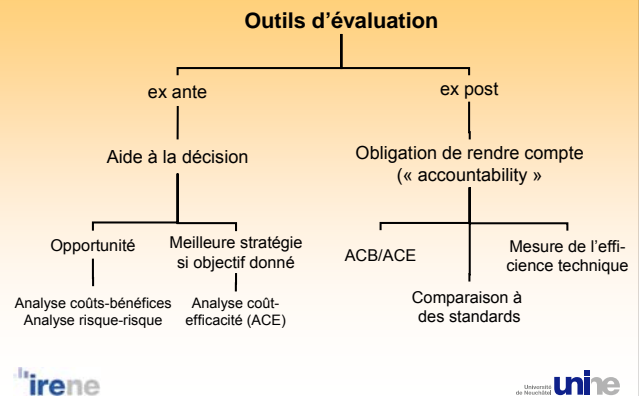 Outils d'évaluation
ex ante
ex post
Aide à la décision
Obligation de rendre compte
(« accountability »
Opportunité
Meilleure stratégie
si objectif donné
ACB/ACE
Mesure de l'effi-
cience technique
Analyse coûts-bénéfices
Analyse risque-risque
Analyse coût-
efficacité (ACE)
Comparaison à
des standards
irene
Université
de Neuchâtel
unine